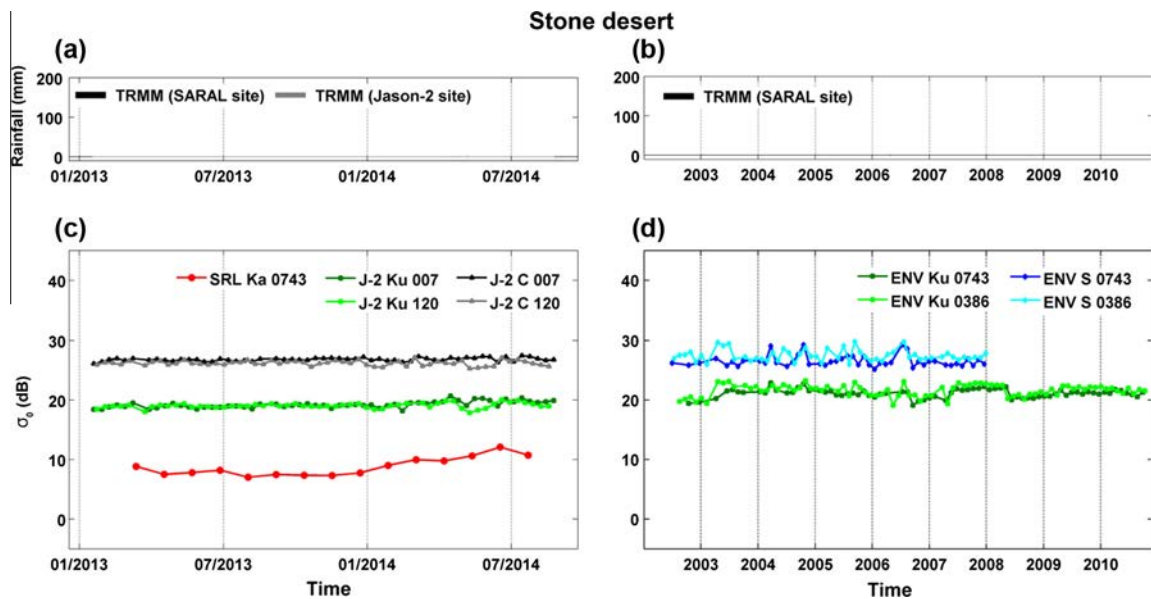 Stone desert
(a)
Rainfall (mm)
200
100
0
TRMM (SARAL site) TRMM (Jason-2 site)
01/2013 07/2013 01/2014 07/2014
(b)
200
100
0
TRMM (SARAL site)
2003 2004 2005 2006 2007 2008 2009 2010
(c)
σ0 (dB)
40
30
20
10
0
SRL Ka 0743 J-2 Ku 007 J-2 C 007
J-2 Ku 120 J-2 C 120
01/2013 07/2013 01/2014 07/2014
Time
(d)
40
30
20
10
0
ENV Ku 0743 ENV S 0743
ENV Ku 0386 ENV S 0386
2003 2004 2005 2006 2007 2008 2009 2010
Time